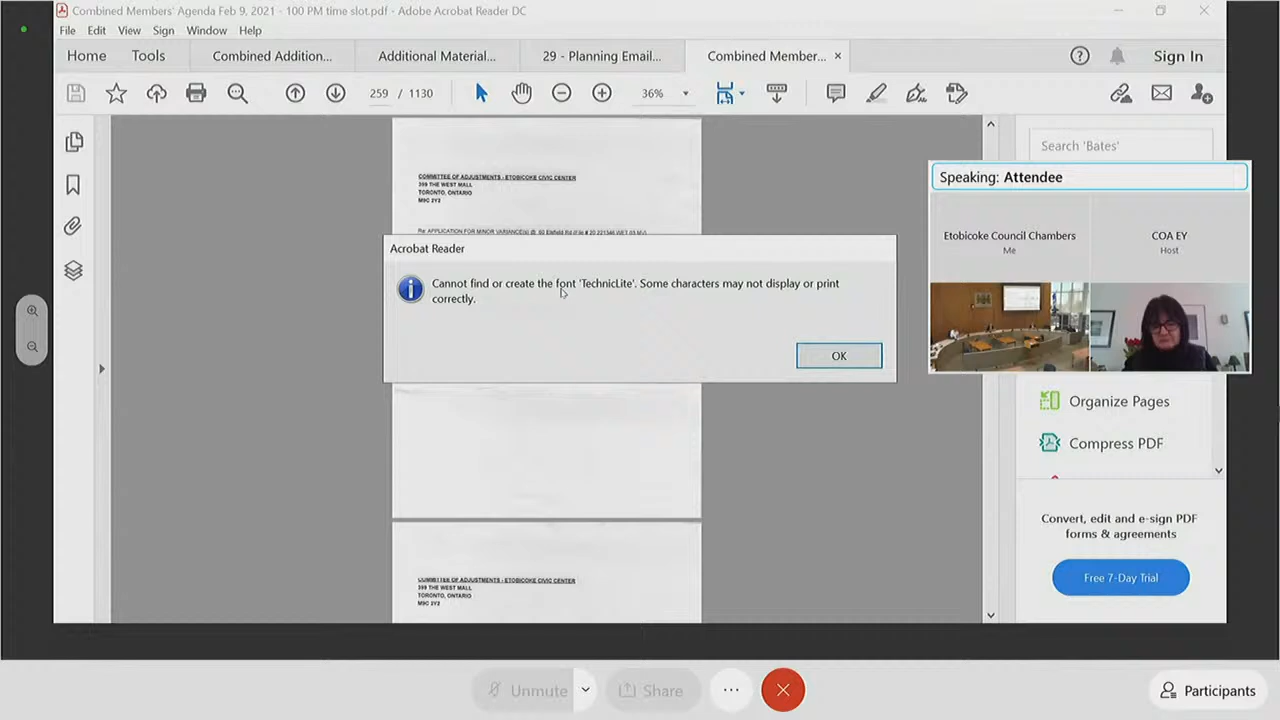 Combined Members' Agenda Feb 9, 2021 - 100 PM time slot.pdf - Adobe Acrobat Reader DC
File Edit View Sign Window Help
Home Tools Combined Addition... Additional Material... 29 - Planning Email... Combined Member... × Sign In
259 / 1130 36%
Search 'Bates'
COMMITTEE OF ADJUSTMENTS - ETOBICOKE CIVIC CENTER
399 THE WEST MALL
TORONTO, ONTARIO
M9C 2Y2
Re: APPLICATION FOR MINOR VARIANCE(S) @
Speaking: Attendee
Etobicoke Council Chambers
Me
COA EY
Host
Acrobat Reader
Cannot find or create the font 'TechnicLite'. Some characters may not display or print
correctly.
OK
Organize Pages
Compress PDF
Convert, edit and e-sign PDF
forms & agreements
Free 7-Day Trial
COMMITTEE OF ADJUSTMENTS - ETOBICOKE CIVIC CENTER
399 THE WEST MALL
TORONTO, ONTARIO
M9C 2Y2
Unmute Share ... Participants